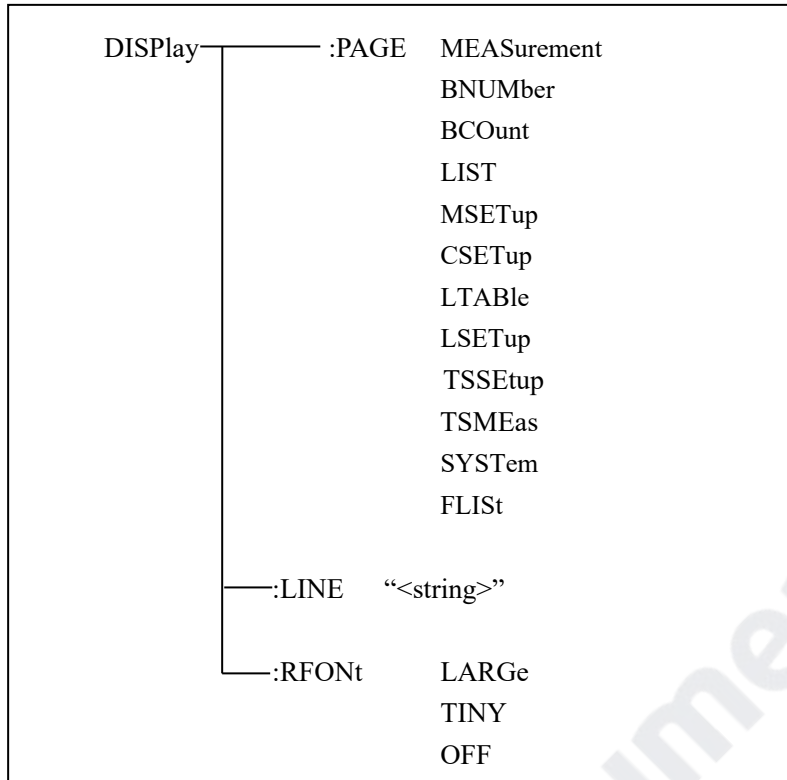 DISPlay :PAGE MEASurement
BNUMber
BCOunt
LIST
MSETup
CSETup
LTABle
LSETup
TSSEtup
TSMEas
SYSTem
FLISt
:LINE “<string>”
:RFONt LARGe
TINY
OFF